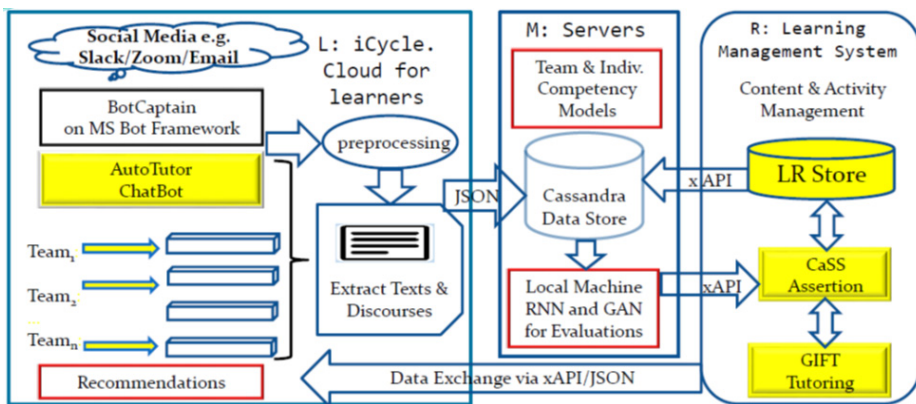 Social Media e.g.
Slack/Zoom/Email
L: iCycle.
Cloud for
learners
BotCaptain
on MS Bot Framework
preprocessing
AutoTutor
ChatBot
Team₁
Team₂
...
Teamₙ
Extract Texts &
Discourses
Recommendations
JSON
M: Servers
Team & Indiv.
Competency
Models
Cassandra
Data Store
Local Machine
RNN and GAN
for Evaluations
xAPI
xAPI
Data Exchange via xAPI/JSON
R: Learning
Management System
Content & Activity
Management
LR Store
CaSS
Assertion
GIFT
Tutoring